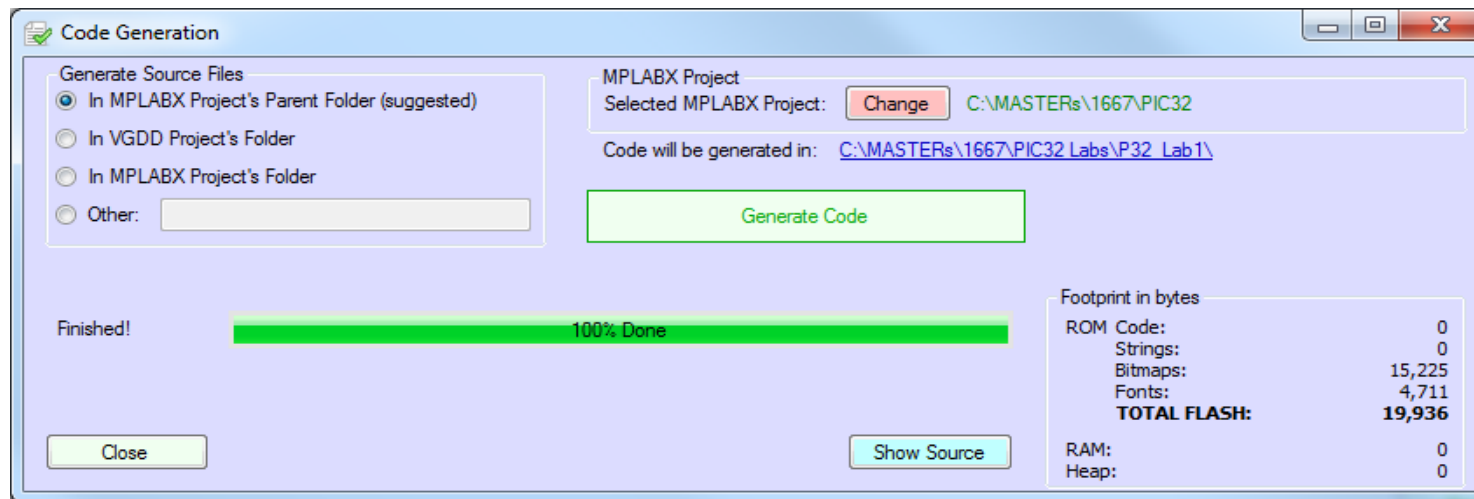 Code Generation
Generate Source Files
In MPLABX Project's Parent Folder (suggested)
In VGDD Project's Folder
In MPLABX Project's Folder
Other:
MPLABX Project
Selected MPLABX Project: Change C:\MASTERs\1667\PIC32
Code will be generated in: C:\MASTERs\1667\PIC32 Labs\P32_Lab1\
Generate Code
Finished! 100% Done
Close
Show Source
Footprint in bytes
ROM Code: 0
Strings: 0
Bitmaps: 15,225
Fonts: 4,711
TOTAL FLASH: 19,936
RAM: 0
Heap: 0